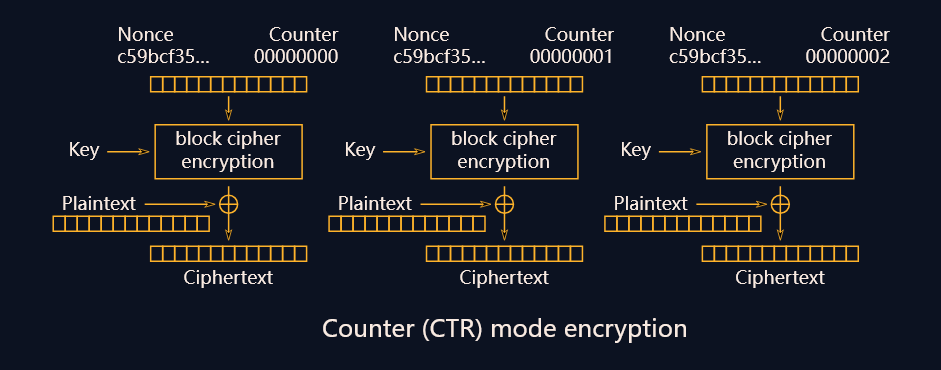 Nonce Counter Nonce Counter Nonce Counter
c59bcf35... 00000000 c59bcf35... 00000001 c59bcf35... 00000002
Key block cipher encryption Key block cipher encryption Key block cipher encryption
Plaintext Plaintext Plaintext
Ciphertext Ciphertext Ciphertext
Counter (CTR) mode encryption